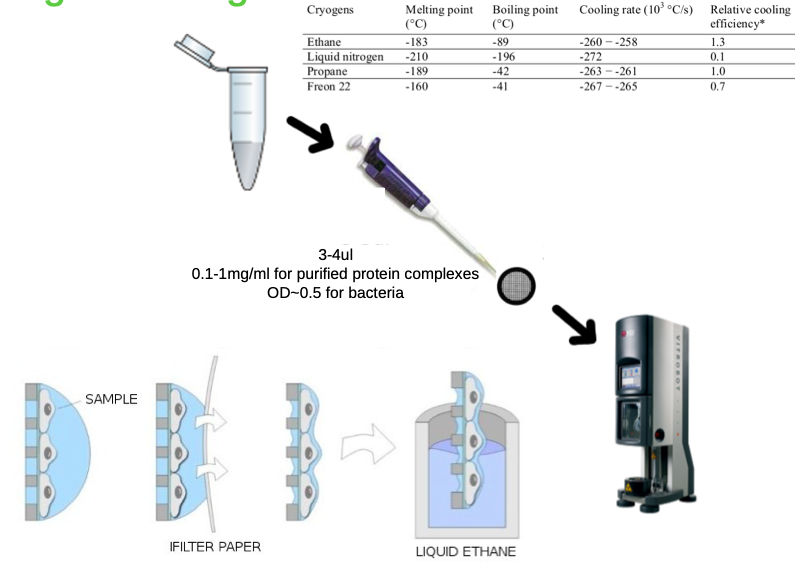 Cryogens Melting point (°C) Boiling point (°C) Cooling rate (10³ °C/s) Relative cooling efficiency*
Ethane -183 -89 -260 − -258 1.3
Liquid nitrogen -210 -196 -272 0.1
Propane -189 -42 -263 − -261 1.0
Freon 22 -160 -41 -267 − -265 0.7
3-4ul
0.1-1mg/ml for purified protein complexes
OD~0.5 for bacteria
VITROBOT
SAMPLE
IFILTER PAPER
LIQUID ETHANE